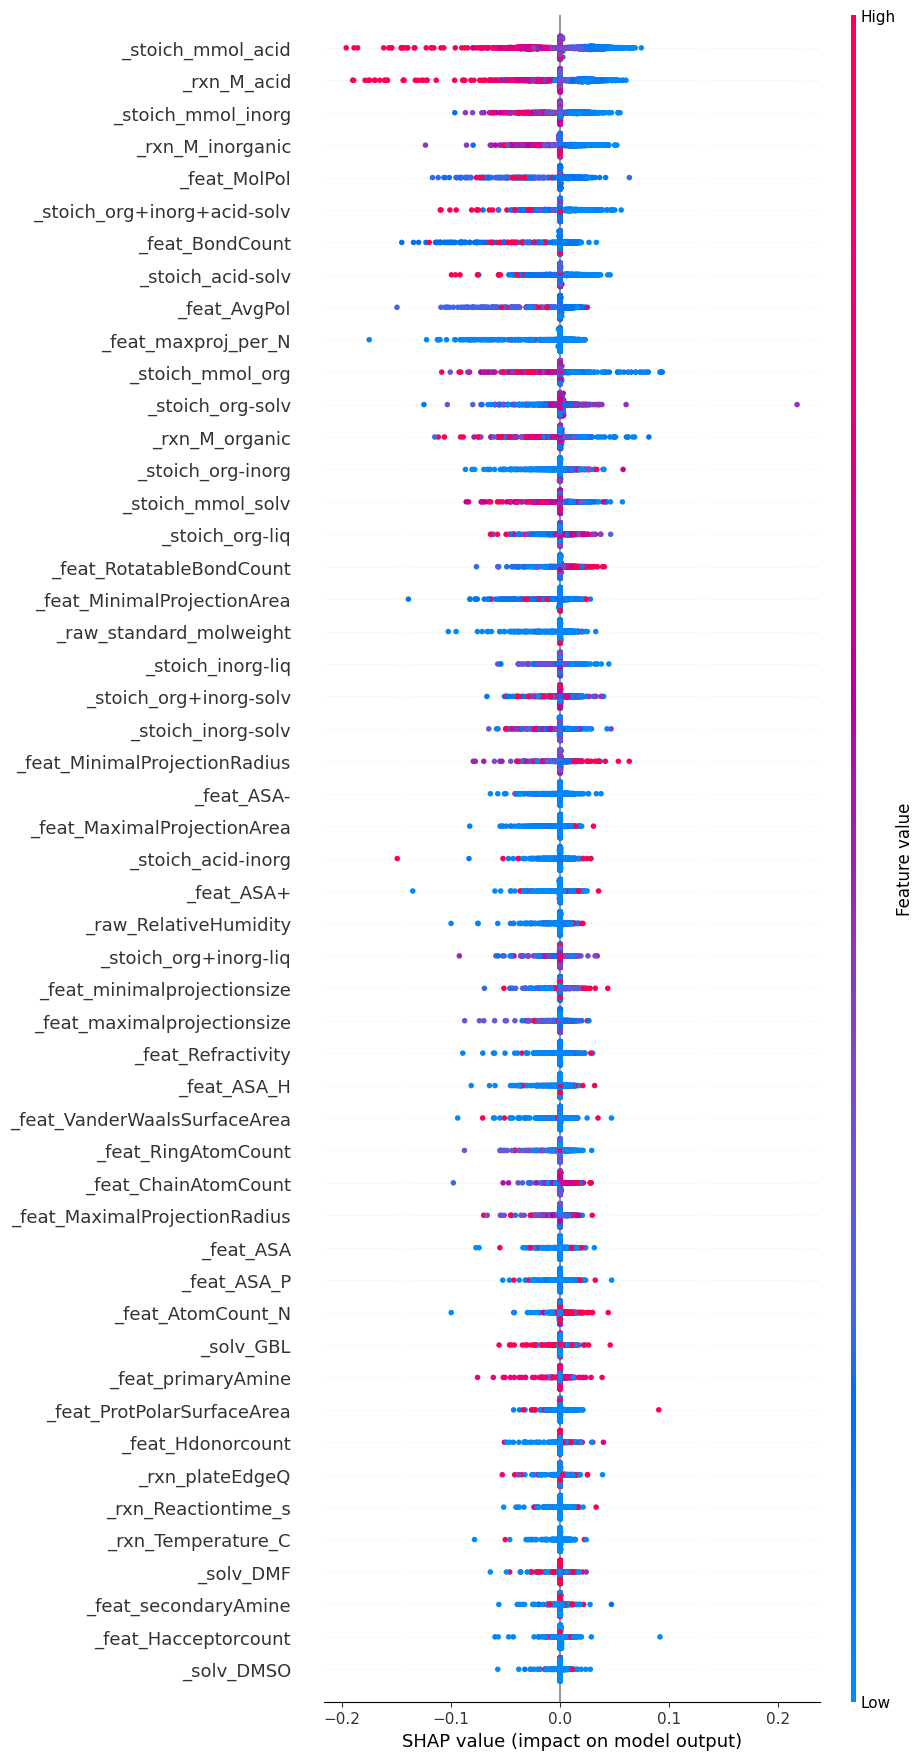 High
_stoich_mmol_acid
_rxn_M_acid
_stoich_mmol_inorg
_rxn_M_inorganic
_feat_MolPol
_stoich_org+inorg+acid-solv
_feat_BondCount
_stoich_acid-solv
_feat_AvgPol
_feat_maxproj_per_N
_stoich_mmol_org
_stoich_org-solv
_rxn_M_organic
_stoich_org-inorg
_stoich_mmol_solv
_stoich_org-liq
_feat_RotatableBondCount
_feat_MinimalProjectionArea
_raw_standard_molweight
_stoich_inorg-liq
_stoich_org+inorg-solv
_stoich_inorg-solv
_feat_MinimalProjectionRadius
_feat_ASA-
_feat_MaximalProjectionArea
_stoich_acid-inorg
_feat_ASA+
_raw_RelativeHumidity
_stoich_org+inorg-liq
_feat_minimalprojectionsize
_feat_maximalprojectionsize
_feat_Refractivity
_feat_ASA_H
_feat_VanderWaalsSurfaceArea
_feat_RingAtomCount
_feat_ChainAtomCount
_feat_MaximalProjectionRadius
_feat_ASA
_feat_ASA_P
_feat_AtomCount_N
_solv_GBL
_feat_primaryAmine
_feat_ProtPolarSurfaceArea
_feat_Hdonorcount
_rxn_plateEdgeQ
_rxn_Reactiontime_s
_rxn_Temperature_C
_solv_DMF
_feat_secondaryAmine
_feat_Hacceptorcount
_solv_DMSO
Feature value
Low
−0.2 −0.1 0.0 0.1 0.2
SHAP value (impact on model output)